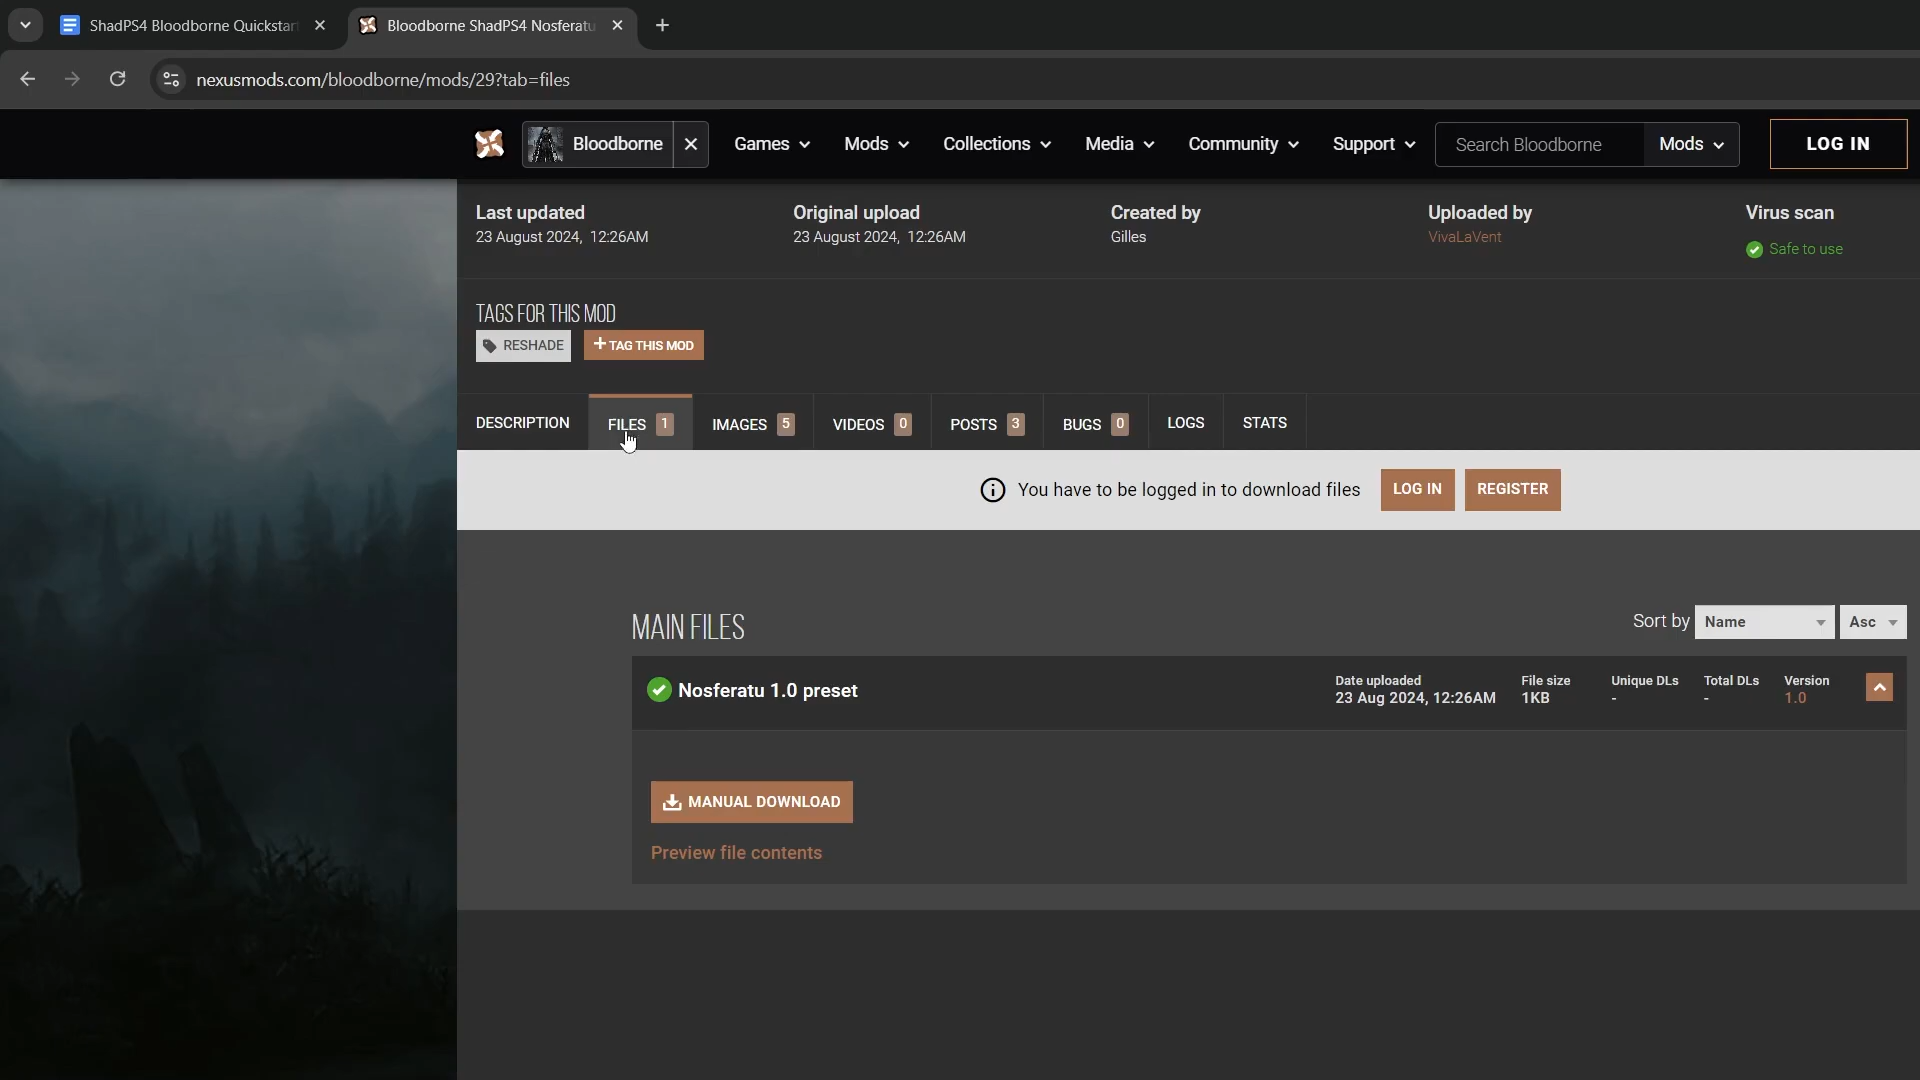 ShadPS4 Bloodborne Quickstar
Bloodborne ShadPS4 Nosferatu
nexusmods.com/bloodborne/mods/29?tab=files
Bloodborne
Games
Mods
Collections
Media
Community
Support
Search Bloodborne
Mods
LOG IN
Last updated
23 August 2024, 12:26AM
Original upload
23 August 2024, 12:26AM
Created by
Gilles
Uploaded by
VivaLaVent
Virus scan
Safe to use
TAGS FOR THIS MOD
RESHADE
+ TAG THIS MOD
DESCRIPTION
FILES 1
IMAGES 5
VIDEOS 0
POSTS 3
BUGS 0
LOGS
STATS
You have to be logged in to download files
LOG IN
REGISTER
MAIN FILES
Sort by
Name
Asc
Nosferatu 1.0 preset
Date uploaded
23 Aug 2024, 12:26AM
File size
1KB
Unique DLs
-
Total DLs
-
Version
1.0
MANUAL DOWNLOAD
Preview file contents